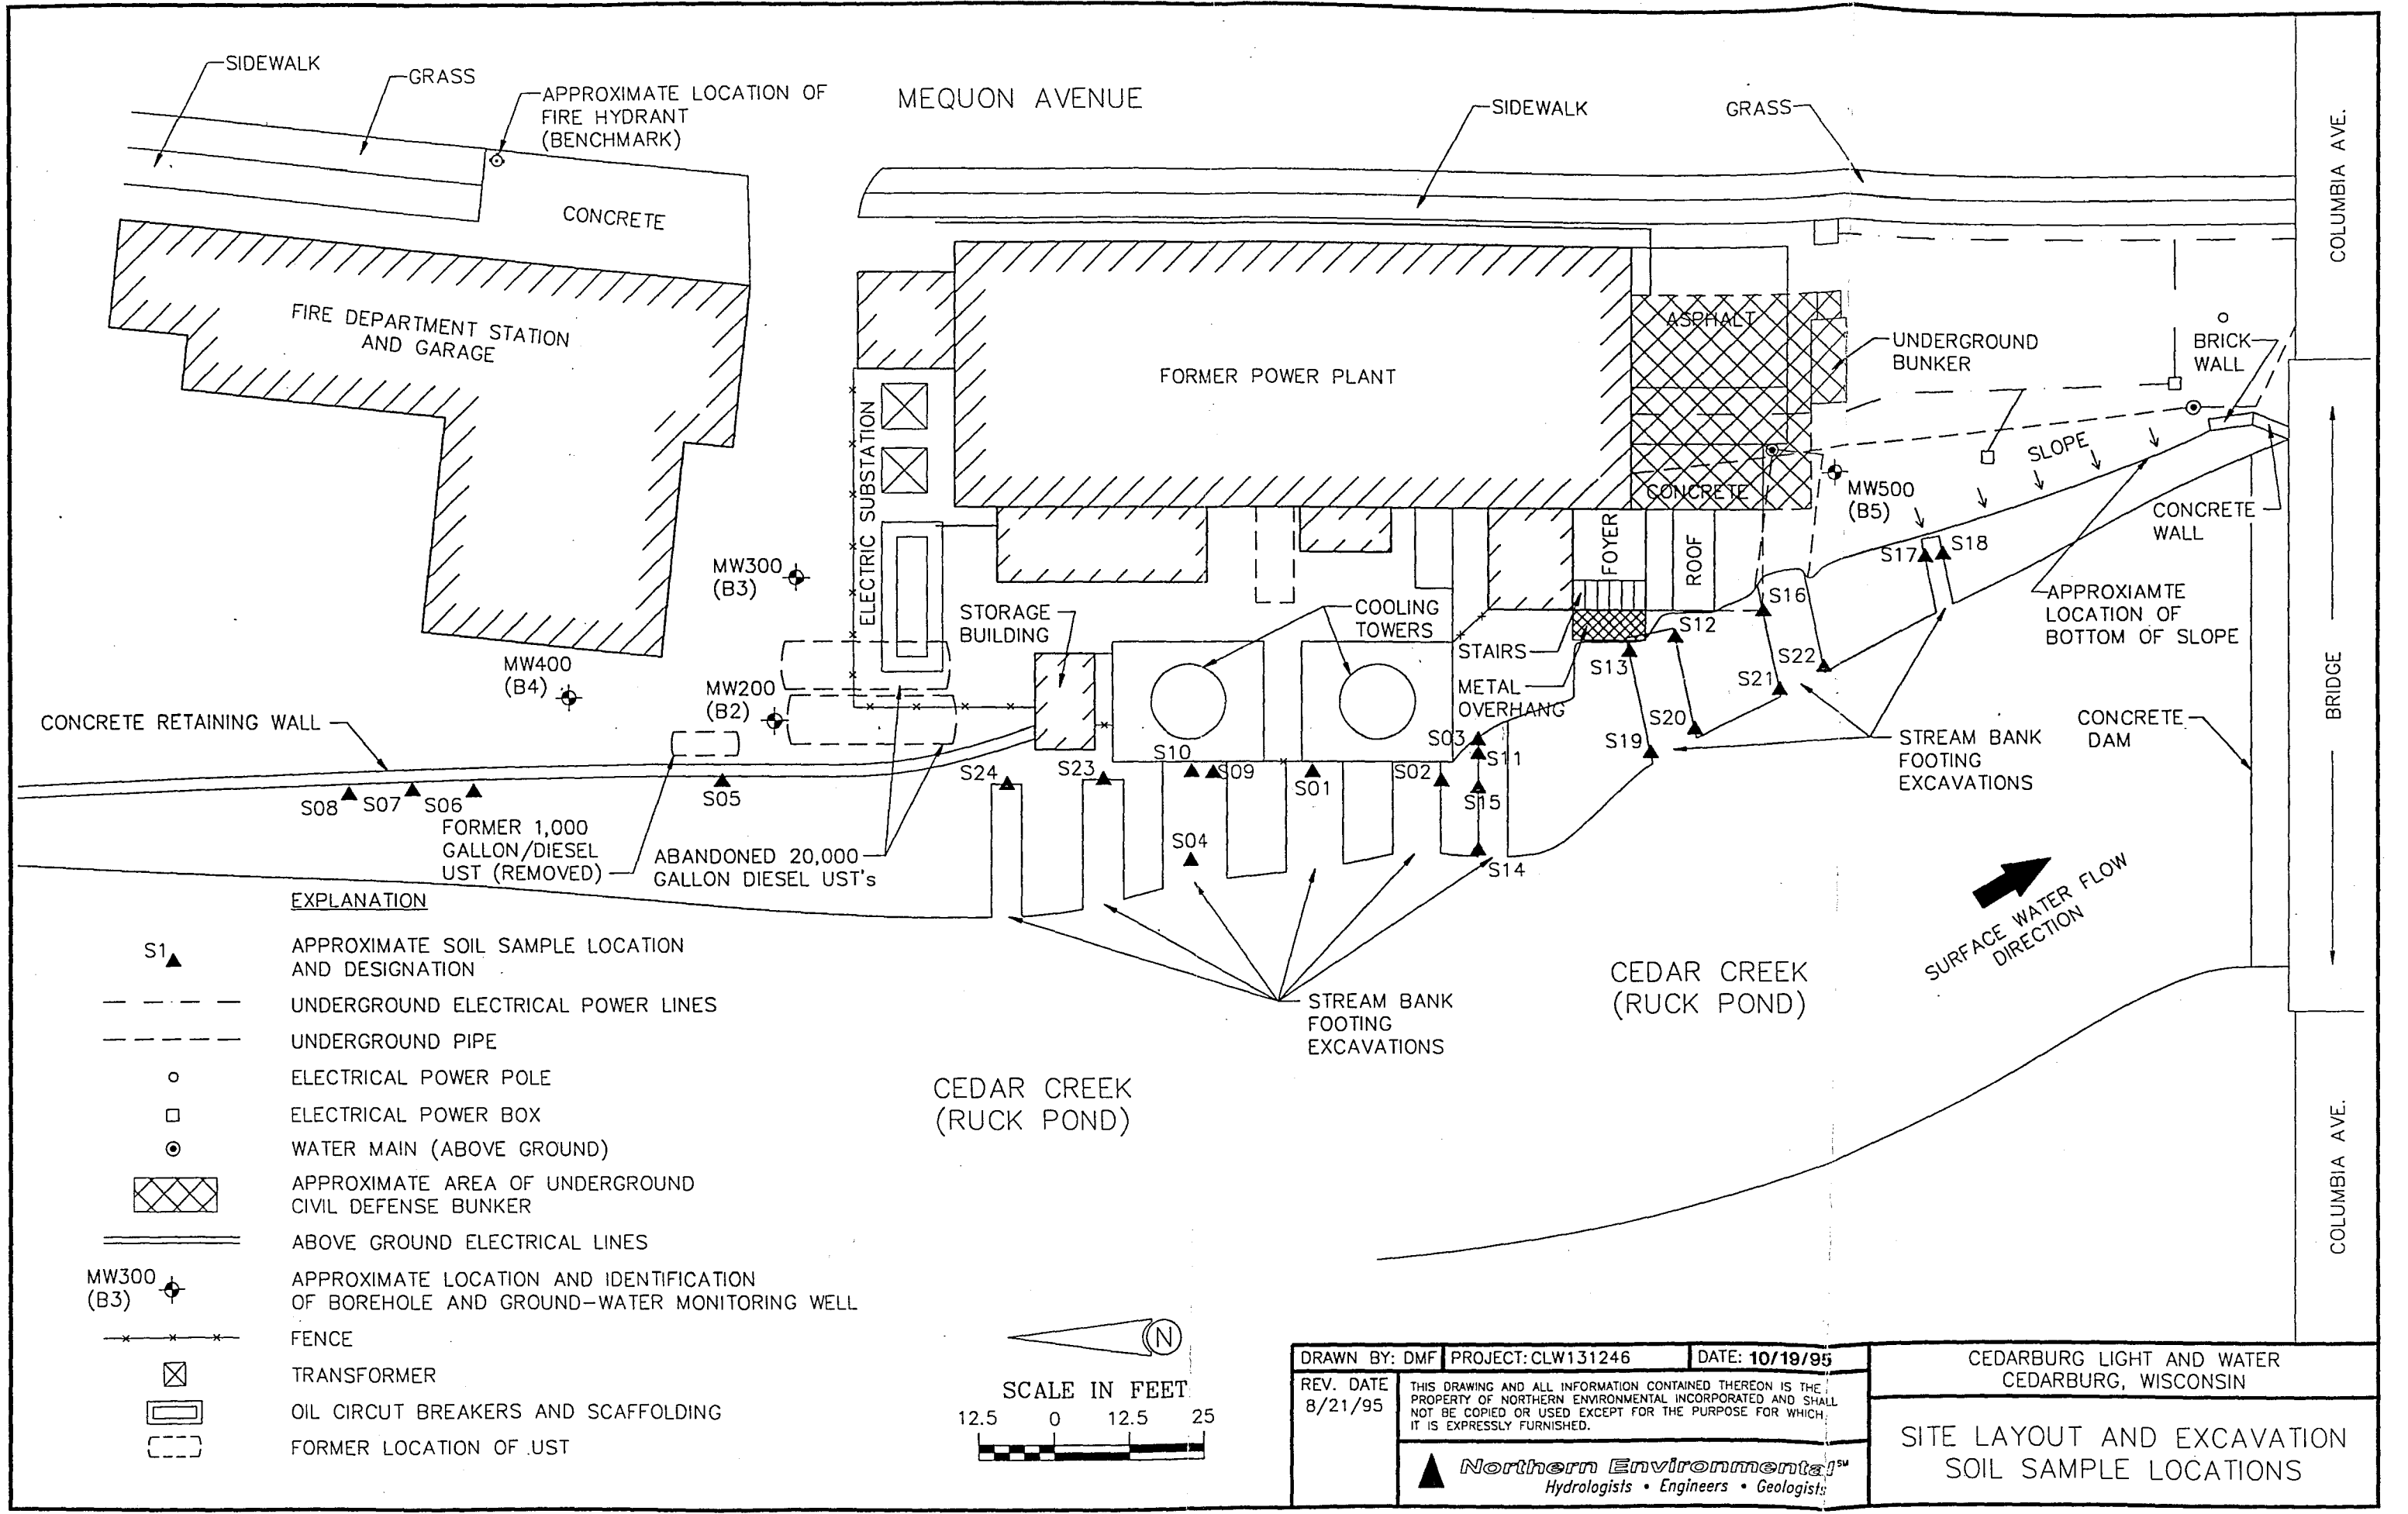 SIDEWALK
GRASS
APPROXIMATE LOCATION OF
FIRE HYDRANT
(BENCHMARK)
MEQUON AVENUE
SIDEWALK
GRASS
COLUMBIA AVE.
CONCRETE
FIRE DEPARTMENT STATION
AND GARAGE
FORMER POWER PLANT
ASPHALT
UNDERGROUND
BUNKER
BRICK
WALL
ELECTRIC SUBSTATION
CONCRETE
MW500
(B5)
SLOPE
CONCRETE
WALL
MW300
(B3)
FOYER
ROOF
S17
S18
STORAGE
BUILDING
COOLING
TOWERS
S16
APPROXIAMTE
LOCATION OF
BOTTOM OF SLOPE
S12
STAIRS
S13
MW400
(B4)
MW200
(B2)
METAL
OVERHANG
S22
S21
BRIDGE
CONCRETE RETAINING WALL
S20
S03
S19
S11
CONCRETE
DAM
STREAM BANK
FOOTING
EXCAVATIONS
S10
S09
S24
S23
S01
S02
S08
S07
S06
S05
S15
FORMER 1,000
GALLON/DIESEL
UST (REMOVED)
ABANDONED 20,000
GALLON DIESEL UST's
S04
S14
SURFACE WATER FLOW
DIRECTION
CEDAR CREEK
(RUCK POND)
STREAM BANK
FOOTING
EXCAVATIONS
CEDAR CREEK
(RUCK POND)
COLUMBIA AVE.
EXPLANATION
S1
APPROXIMATE SOIL SAMPLE LOCATION
AND DESIGNATION
UNDERGROUND ELECTRICAL POWER LINES
UNDERGROUND PIPE
ELECTRICAL POWER POLE
ELECTRICAL POWER BOX
WATER MAIN (ABOVE GROUND)
APPROXIMATE AREA OF UNDERGROUND
CIVIL DEFENSE BUNKER
ABOVE GROUND ELECTRICAL LINES
MW300
(B3)
APPROXIMATE LOCATION AND IDENTIFICATION
OF BOREHOLE AND GROUND-WATER MONITORING WELL
FENCE
TRANSFORMER
OIL CIRCUT BREAKERS AND SCAFFOLDING
FORMER LOCATION OF UST
N
SCALE IN FEET
12.5 0 12.5 25
DRAWN BY: DMF
PROJECT: CLW131246
DATE: 10/19/95
REV. DATE
8/21/95
THIS DRAWING AND ALL INFORMATION CONTAINED THEREON IS THE
PROPERTY OF NORTHERN ENVIRONMENTAL INCORPORATED AND SHALL
NOT BE COPIED OR USED EXCEPT FOR THE PURPOSE FOR WHICH
IT IS EXPRESSLY FURNISHED.
Northern Environmental SM
Hydrologists • Engineers • Geologists
CEDARBURG LIGHT AND WATER
CEDARBURG, WISCONSIN
SITE LAYOUT AND EXCAVATION
SOIL SAMPLE LOCATIONS